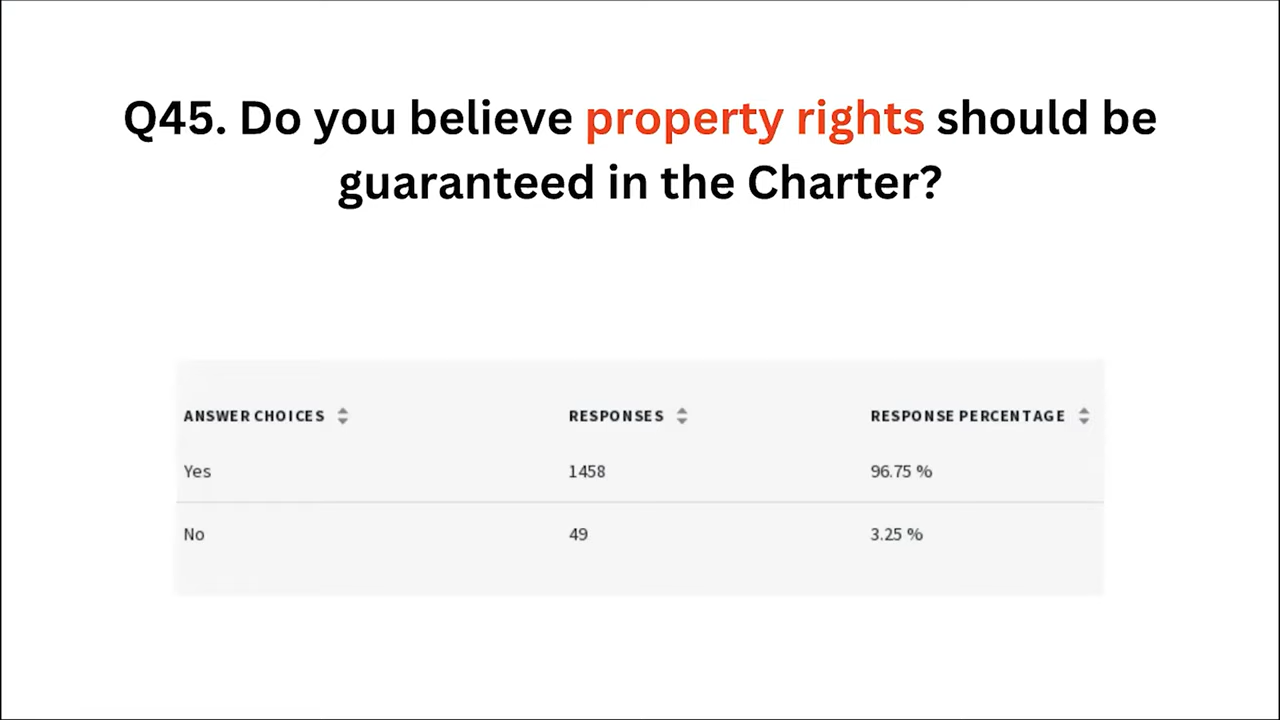 Q45. Do you believe property rights should be
guaranteed in the Charter?
ANSWER CHOICES RESPONSES RESPONSE PERCENTAGE
Yes 1458 96.75 %
No 49 3.25 %